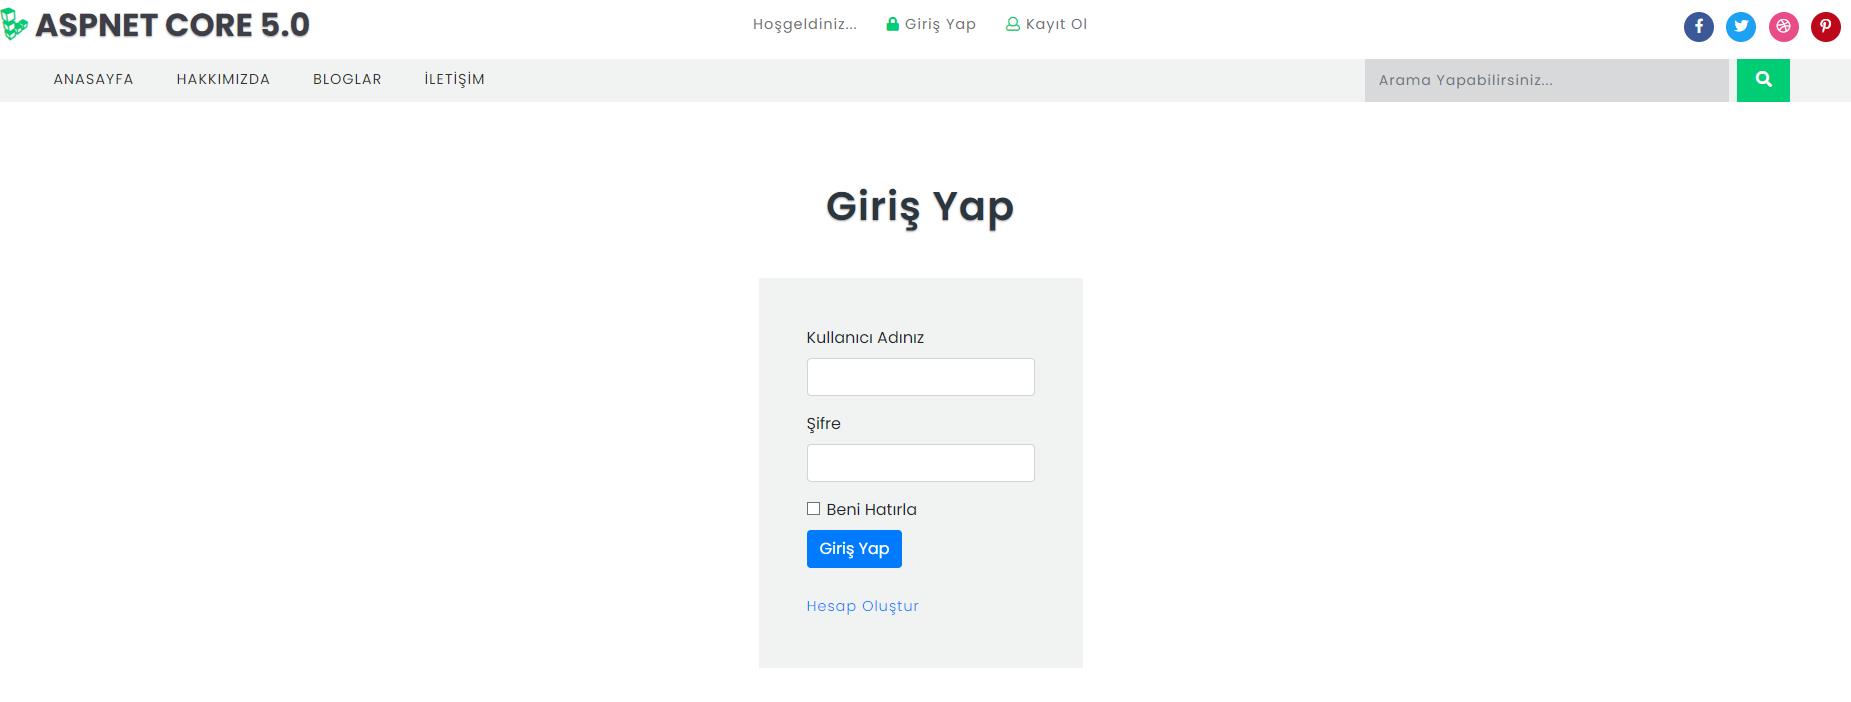 ASPNET CORE 5.0
Hoşgeldiniz... Giriş Yap Kayıt Ol
ANASAYFA HAKKIMIZDA BLOGLAR İLETİŞİM Arama Yapabilirsiniz...
Giriş Yap
Kullanıcı Adınız
Şifre
Beni Hatırla
Giriş Yap
Hesap Oluştur